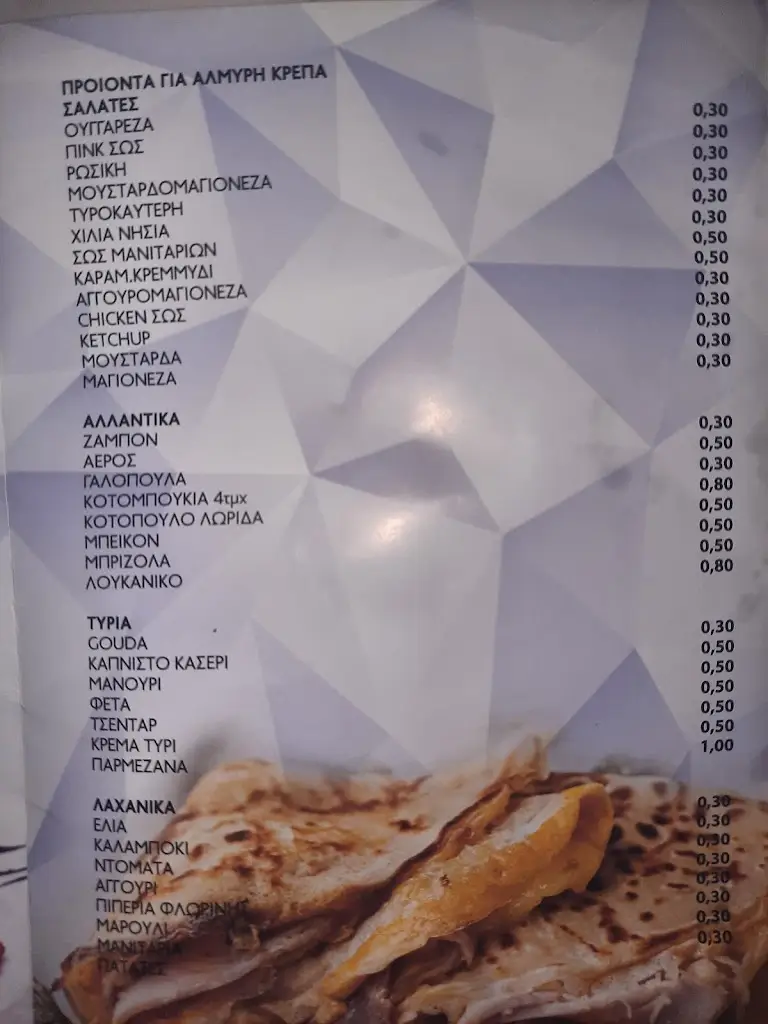 ΠΡΟΙΟΝΤΑ ΓΙΑ ΑΛΜΥΡΗ ΚΡΕΠΑ
ΣΑΛΑΤΕΣ
ΟΥΓΓΑΡΕΖΑ 0,30
ΠΙΝΚ ΣΩΣ 0,30
ΡΩΣΙΚΗ 0,30
ΜΟΥΣΤΑΡΔΟΜΑΓΙΟΝΕΖΑ 0,30
ΤΥΡΟΚΑΥΤΕΡΗ 0,30
ΧΙΛΙΑ ΝΗΣΙΑ 0,30
ΣΩΣ ΜΑΝΙΤΑΡΙΩΝ 0,50
ΚΑΡΑΜ.ΚΡΕΜΜΥΔΙ 0,50
ΑΓΓΟΥΡΟΜΑΓΙΟΝΕΖΑ 0,30
CHICKEN ΣΩΣ 0,30
KETCHUP 0,30
ΜΟΥΣΤΑΡΔΑ 0,30
ΜΑΓΙΟΝΕΖΑ 0,30
ΑΛΛΑΝΤΙΚΑ
ΖΑΜΠΟΝ 0,30
ΑΕΡΟΣ 0,50
ΓΑΛΟΠΟΥΛΑ 0,30
ΚΟΤΟΜΠΟΥΚΙΑ 4τμχ 0,80
ΚΟΤΟΠΟΥΛΟ ΛΩΡΙΔΑ 0,50
ΜΠΕΙΚΟΝ 0,50
ΜΠΡΙΖΟΛΑ 0,50
ΛΟΥΚΑΝΙΚΟ 0,80
ΤΥΡΙΑ
GOUDA 0,30
ΚΑΠΝΙΣΤΟ ΚΑΣΕΡΙ 0,50
ΜΑΝΟΥΡΙ 0,50
ΦΕΤΑ 0,50
ΤΣΕΝΤΑΡ 0,50
ΚΡΕΜΑ ΤΥΡΙ 0,50
ΠΑΡΜΕΖΑΝΑ 1,00
ΛΑΧΑΝΙΚΑ
ΕΛΙΑ 0,30
ΚΑΛΑΜΠΟΚΙ 0,30
ΝΤΟΜΑΤΑ 0,30
ΑΓΓΟΥΡΙ 0,30
ΠΙΠΕΡΙΑ ΦΛΩΡΙΝΗΣ 0,30
ΜΑΡΟΥΛΙ 0,30
ΜΑΝΙΤΑΡΙΑ 0,30
ΠΑΤΑΤΕΣ 0,30